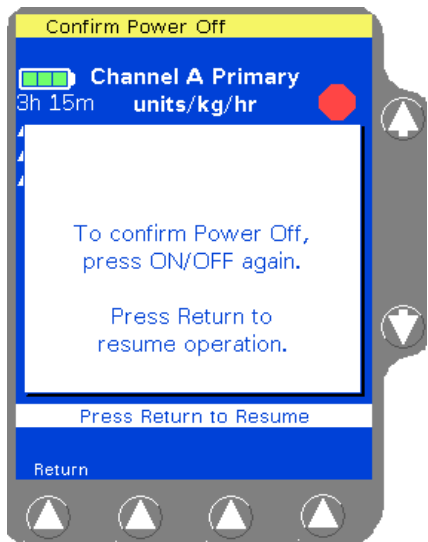 Confirm Power Off
Channel A Primary
3h 15m units/kg/hr
To confirm Power Off,
press ON/OFF again.
Press Return to
resume operation.
Press Return to Resume
Return